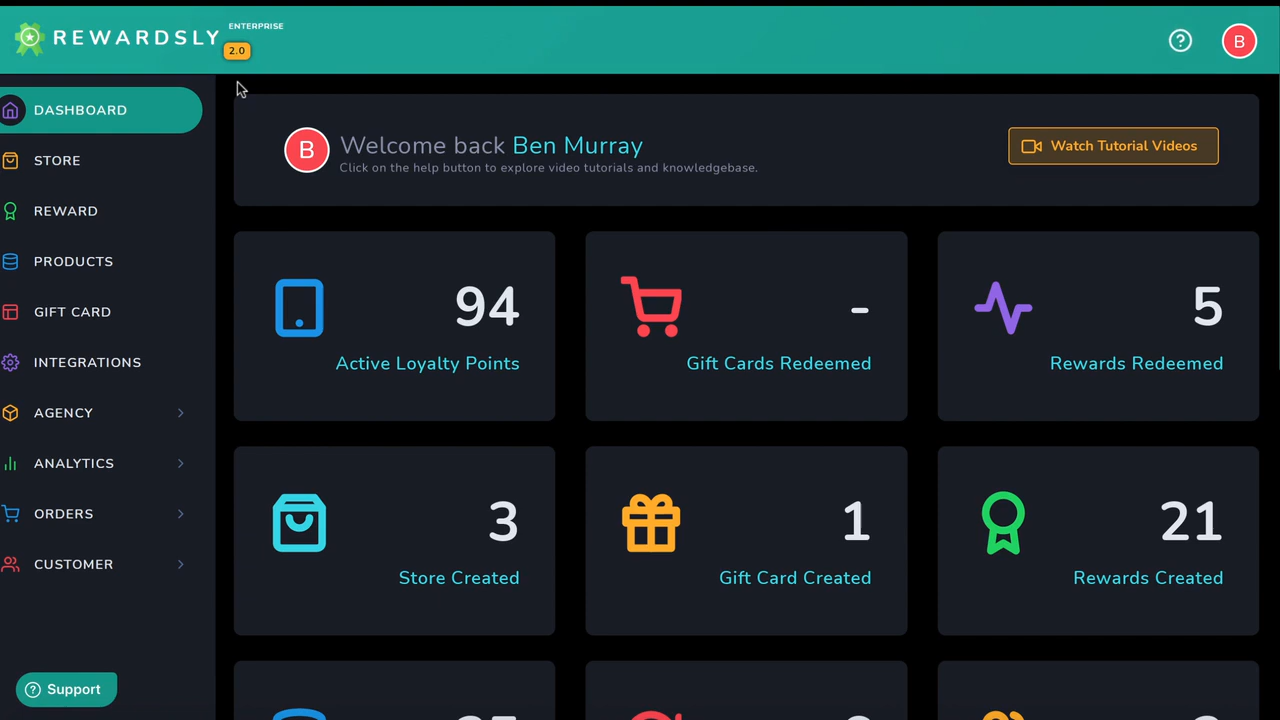 REWARDSLY
ENTERPRISE
2.0
B
DASHBOARD
STORE
REWARD
PRODUCTS
GIFT CARD
INTEGRATIONS
AGENCY
ANALYTICS
ORDERS
CUSTOMER
Support
B
Welcome back Ben Murray
Click on the help button to explore video tutorials and knowledgebase.
Watch Tutorial Videos
94
Active Loyalty Points
-
Gift Cards Redeemed
5
Rewards Redeemed
3
Store Created
1
Gift Card Created
21
Rewards Created